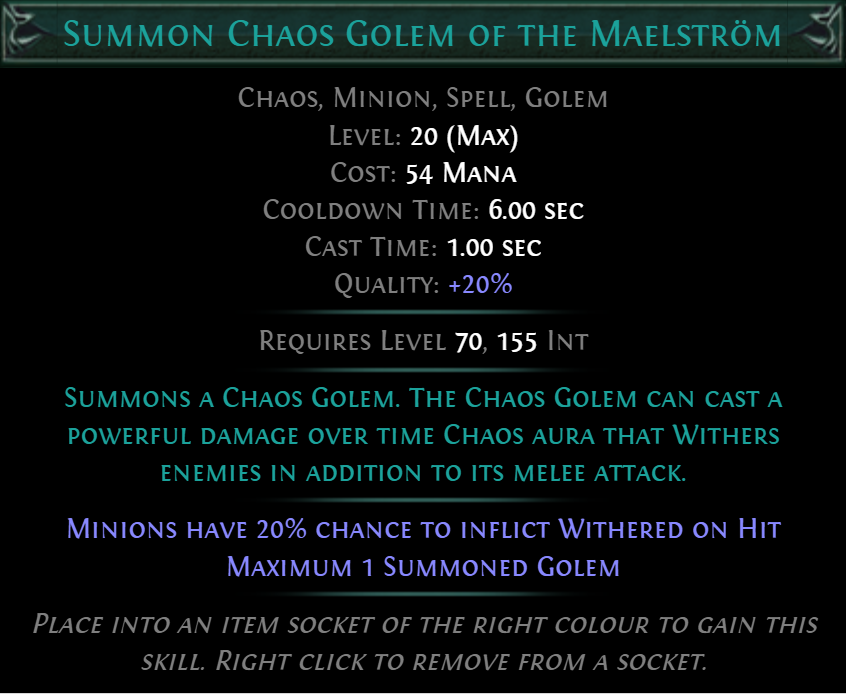 Summon Chaos Golem of the Maelström
Chaos, Minion, Spell, Golem
Level: 20 (Max)
Cost: 54 Mana
Cooldown Time: 6.00 sec
Cast Time: 1.00 sec
Quality: +20%
Requires Level 70, 155 Int
Summons a Chaos Golem. The Chaos Golem can cast a
powerful damage over time Chaos aura that Withers
enemies in addition to its melee attack.
Minions have 20% chance to inflict Withered on Hit
Maximum 1 Summoned Golem
Place into an item socket of the right colour to gain this
skill. Right click to remove from a socket.